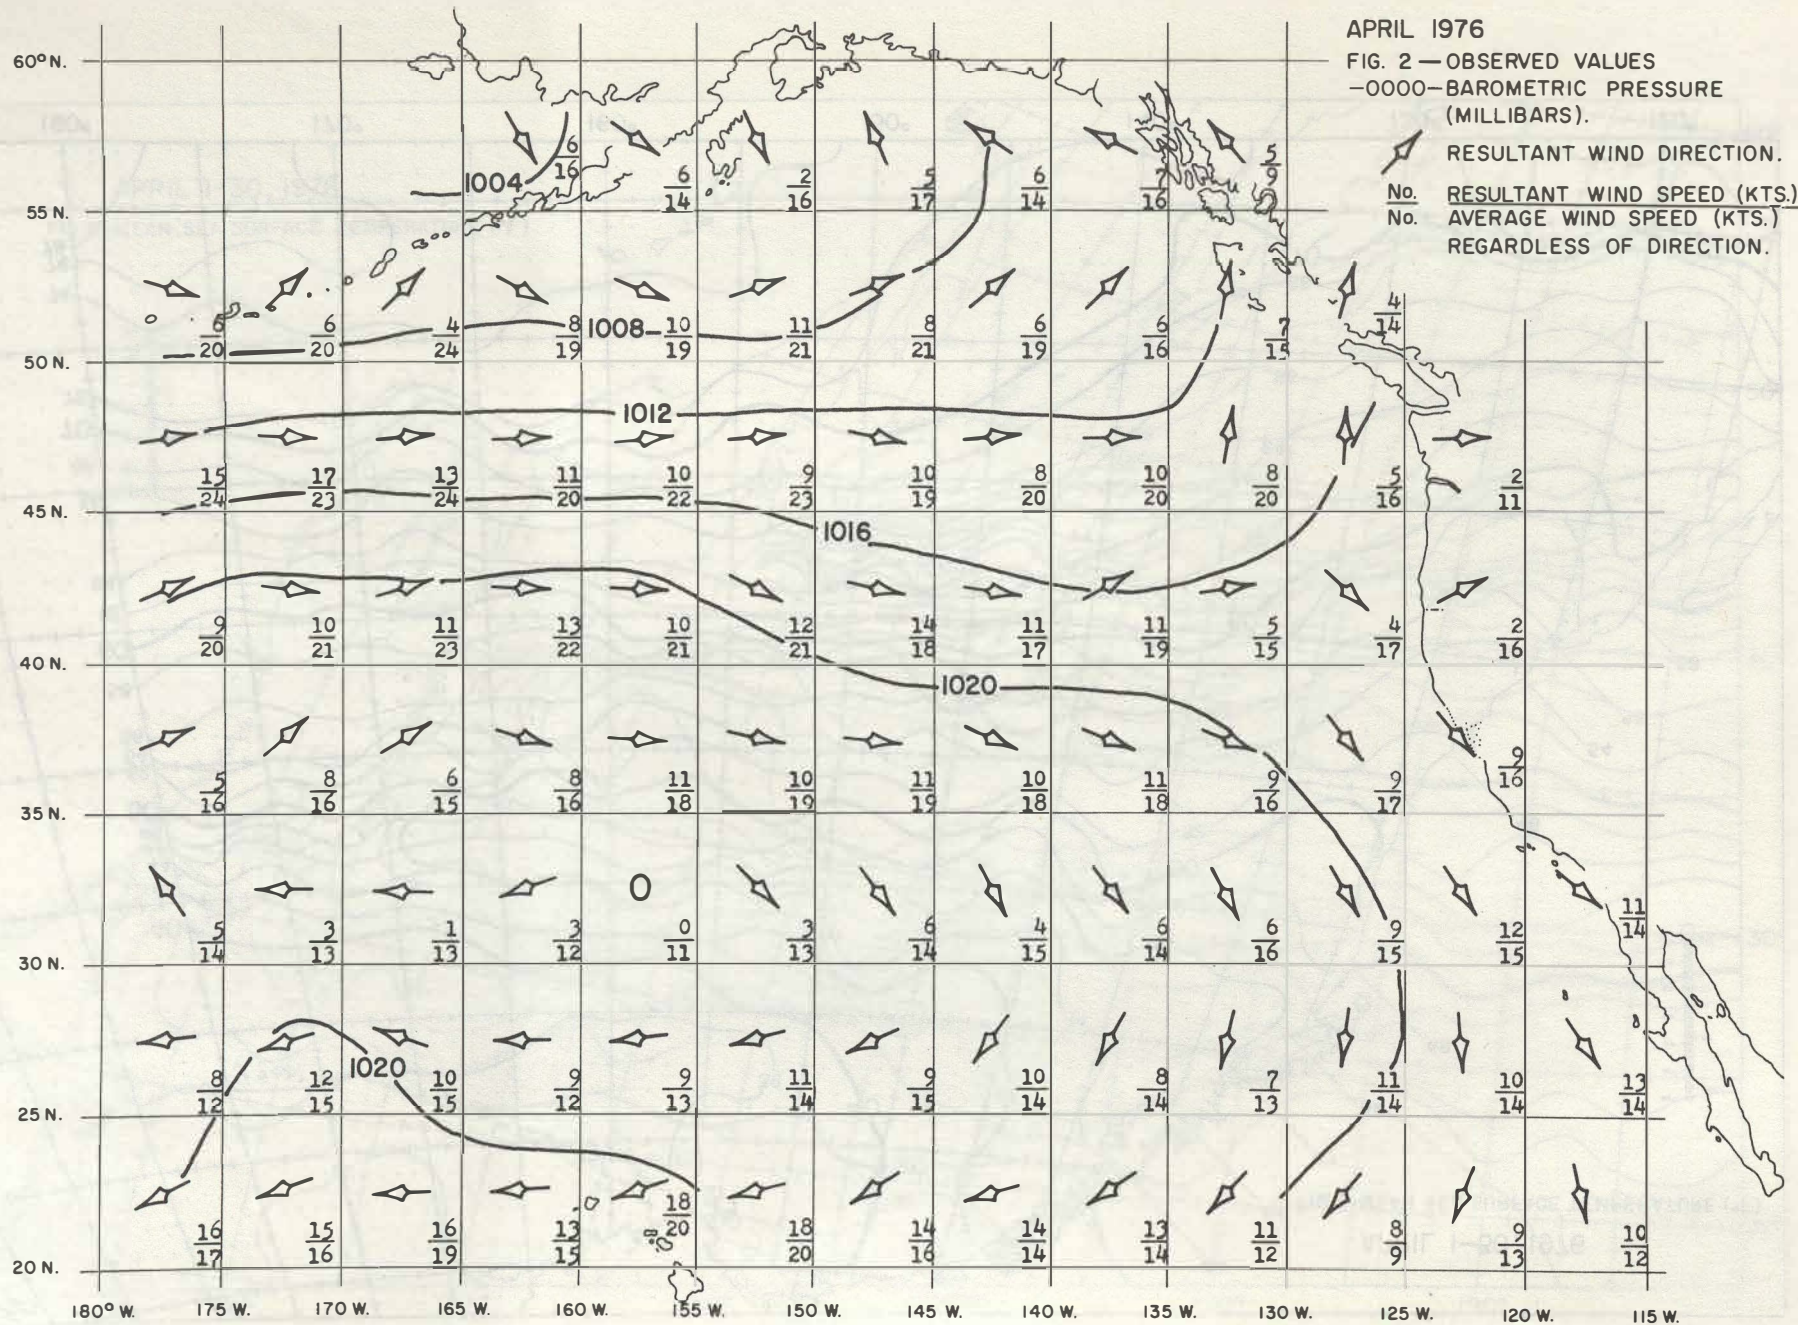 APRIL 1976
FIG. 2 — OBSERVED VALUES
-0000- BAROMETRIC PRESSURE
(MILLIBARS).
RESULTANT WIND DIRECTION.
No. RESULTANT WIND SPEED (KTS.)
No. AVERAGE WIND SPEED (KTS.)
REGARDLESS OF DIRECTION.
60° N.
6 6 2 5 6 7 5
16 14 16 17 14 16 9
1004
55 N.
6 6 4 8 10 11 8 6 6 7 4
20 20 24 19 19 21 21 19 16 15 14
1008
50 N.
1012
15 17 13 11 10 9 10 8 10 8 5 2
24 23 24 20 22 23 19 20 20 20 16 11
45 N.
1016
9 10 11 13 10 12 14 11 11 5 4 2
20 21 23 22 21 21 18 17 19 15 17 16
40 N.
1020
5 8 6 8 11 10 11 10 11 9 9 9
16 16 15 16 18 19 19 18 18 16 17 16
35 N.
0
5 3 1 3 0 3 6 4 6 6 9 12 11
14 13 13 12 11 13 14 15 14 16 15 15 14
30 N.
1020
8 12 10 9 9 11 9 10 8 7 11 10 13
12 15 15 12 13 14 15 14 14 13 14 14 14
25 N.
16 15 16 13 18 18 14 14 13 11 8 9 10
17 16 19 15 20 20 16 14 14 12 9 13 12
20 N.
180° W. 175 W. 170 W. 165 W. 160 W. 155 W. 150 W. 145 W. 140 W. 135 W. 130 W. 125 W. 120 W. 115 W.